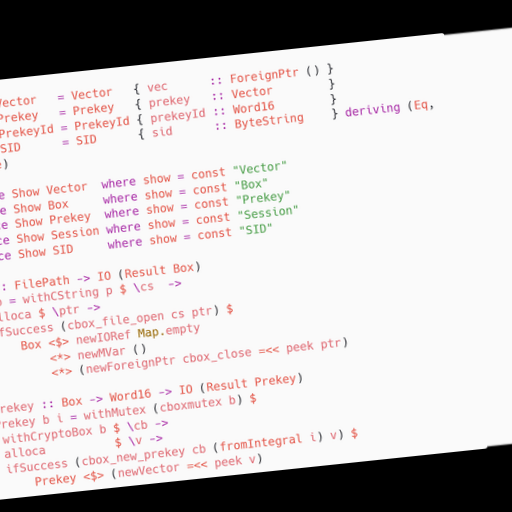 Vector = Vector { vec :: ForeignPtr () }
Prekey = Prekey { prekey :: Vector }
PrekeyId = PrekeyId { prekeyId :: Word16 }
SID = SID { sid :: ByteString } deriving (Eq,
)
Show Vector where show = const "Vector"
Show Box where show = const "Box"
Show Prekey where show = const "Prekey"
Show Session where show = const "Session"
Show SID where show = const "SID"
:: FilePath -> IO (Result Box)
= withCString p $ \cs ->
alloca $ \ptr ->
ifSuccess (cbox_file_open cs ptr) $
Box <$> newIORef Map.empty
<*> newMVar ()
<*> (newForeignPtr cbox_close =<< peek ptr)
:: Box -> Word16 -> IO (Result Prekey)
b i = withMutex (cboxmutex b) $
withCryptoBox b $ \cb ->
alloca $ \v ->
ifSuccess (cbox_new_prekey cb (fromIntegral i) v) $
Prekey <$> (newVector =<< peek v)